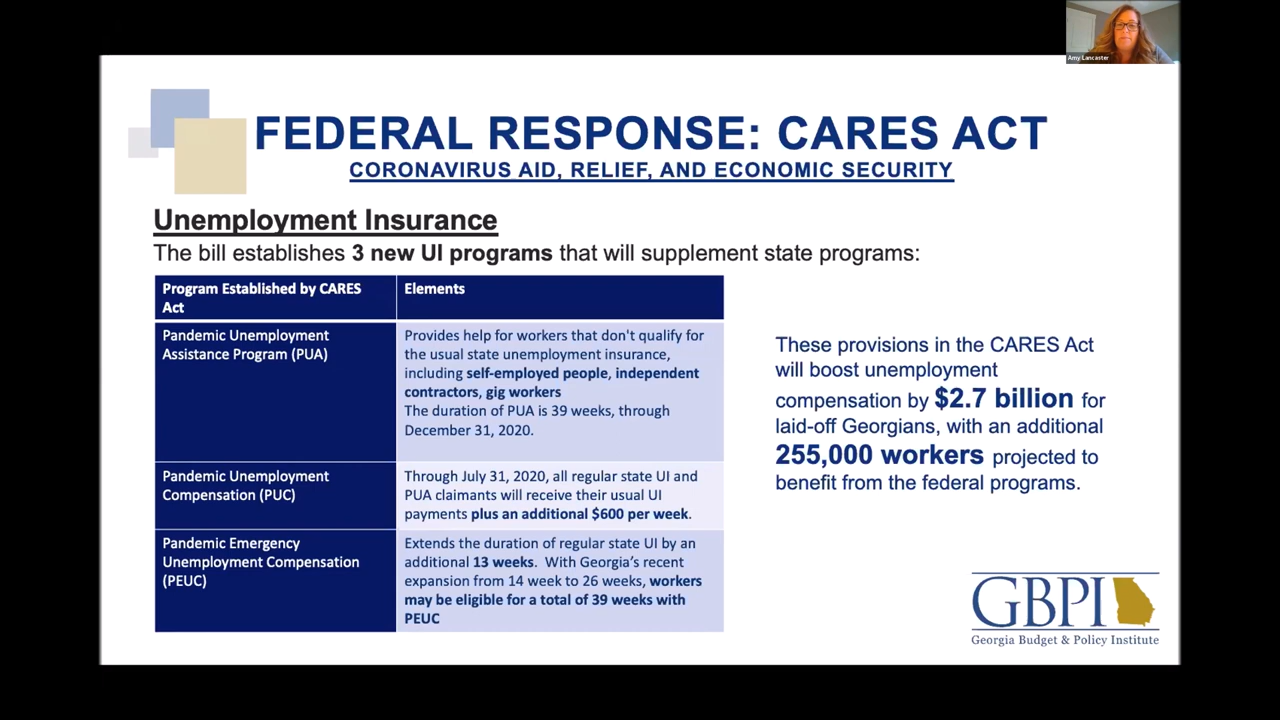 Amy Lancaster
FEDERAL RESPONSE: CARES ACT
CORONAVIRUS AID, RELIEF, AND ECONOMIC SECURITY
Unemployment Insurance
The bill establishes 3 new UI programs that will supplement state programs:
Program Established by CARES
Act
Elements
Pandemic Unemployment
Assistance Program (PUA)
Provides help for workers that don't qualify for
the usual state unemployment insurance,
including self-employed people, independent
contractors, gig workers
The duration of PUA is 39 weeks, through
December 31, 2020.
Pandemic Unemployment
Compensation (PUC)
Through July 31, 2020, all regular state UI and
PUA claimants will receive their usual UI
payments plus an additional $600 per week.
Pandemic Emergency
Unemployment Compensation
(PEUC)
Extends the duration of regular state UI by an
additional 13 weeks.  With Georgia's recent
expansion from 14 week to 26 weeks, workers
may be eligible for a total of 39 weeks with
PEUC
These provisions in the CARES Act
will boost unemployment
compensation by $2.7 billion for
laid-off Georgians, with an additional
255,000 workers projected to
benefit from the federal programs.
GBPI
Georgia Budget & Policy Institute